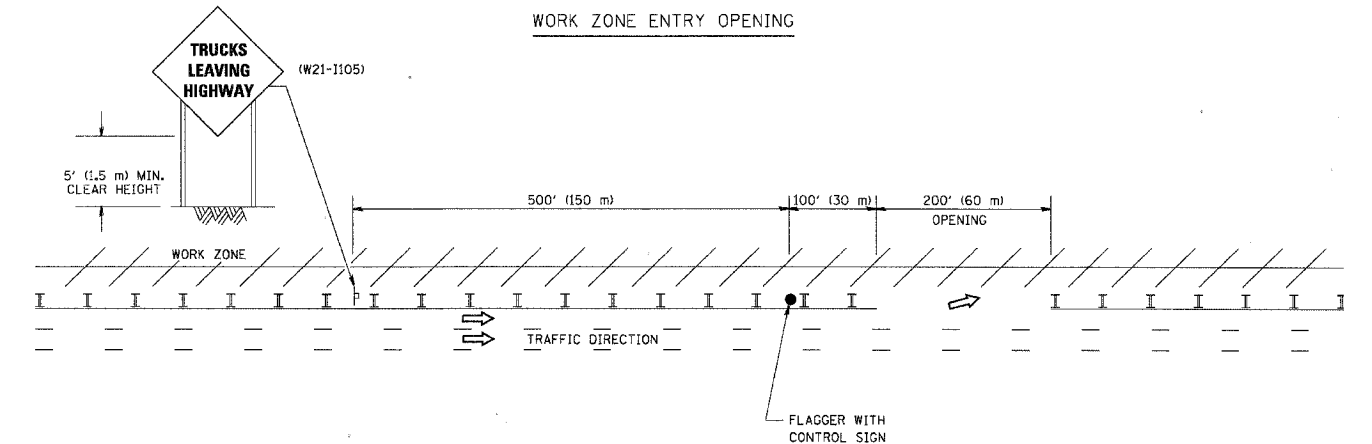 WORK ZONE ENTRY OPENING
TRUCKS
LEAVING
HIGHWAY
(W21-I105)
5' (1.5 m) MIN.
CLEAR HEIGHT
500' (150 m)
100' (30 m)
200' (60 m)
OPENING
WORK ZONE
TRAFFIC DIRECTION
FLAGGER WITH
CONTROL SIGN